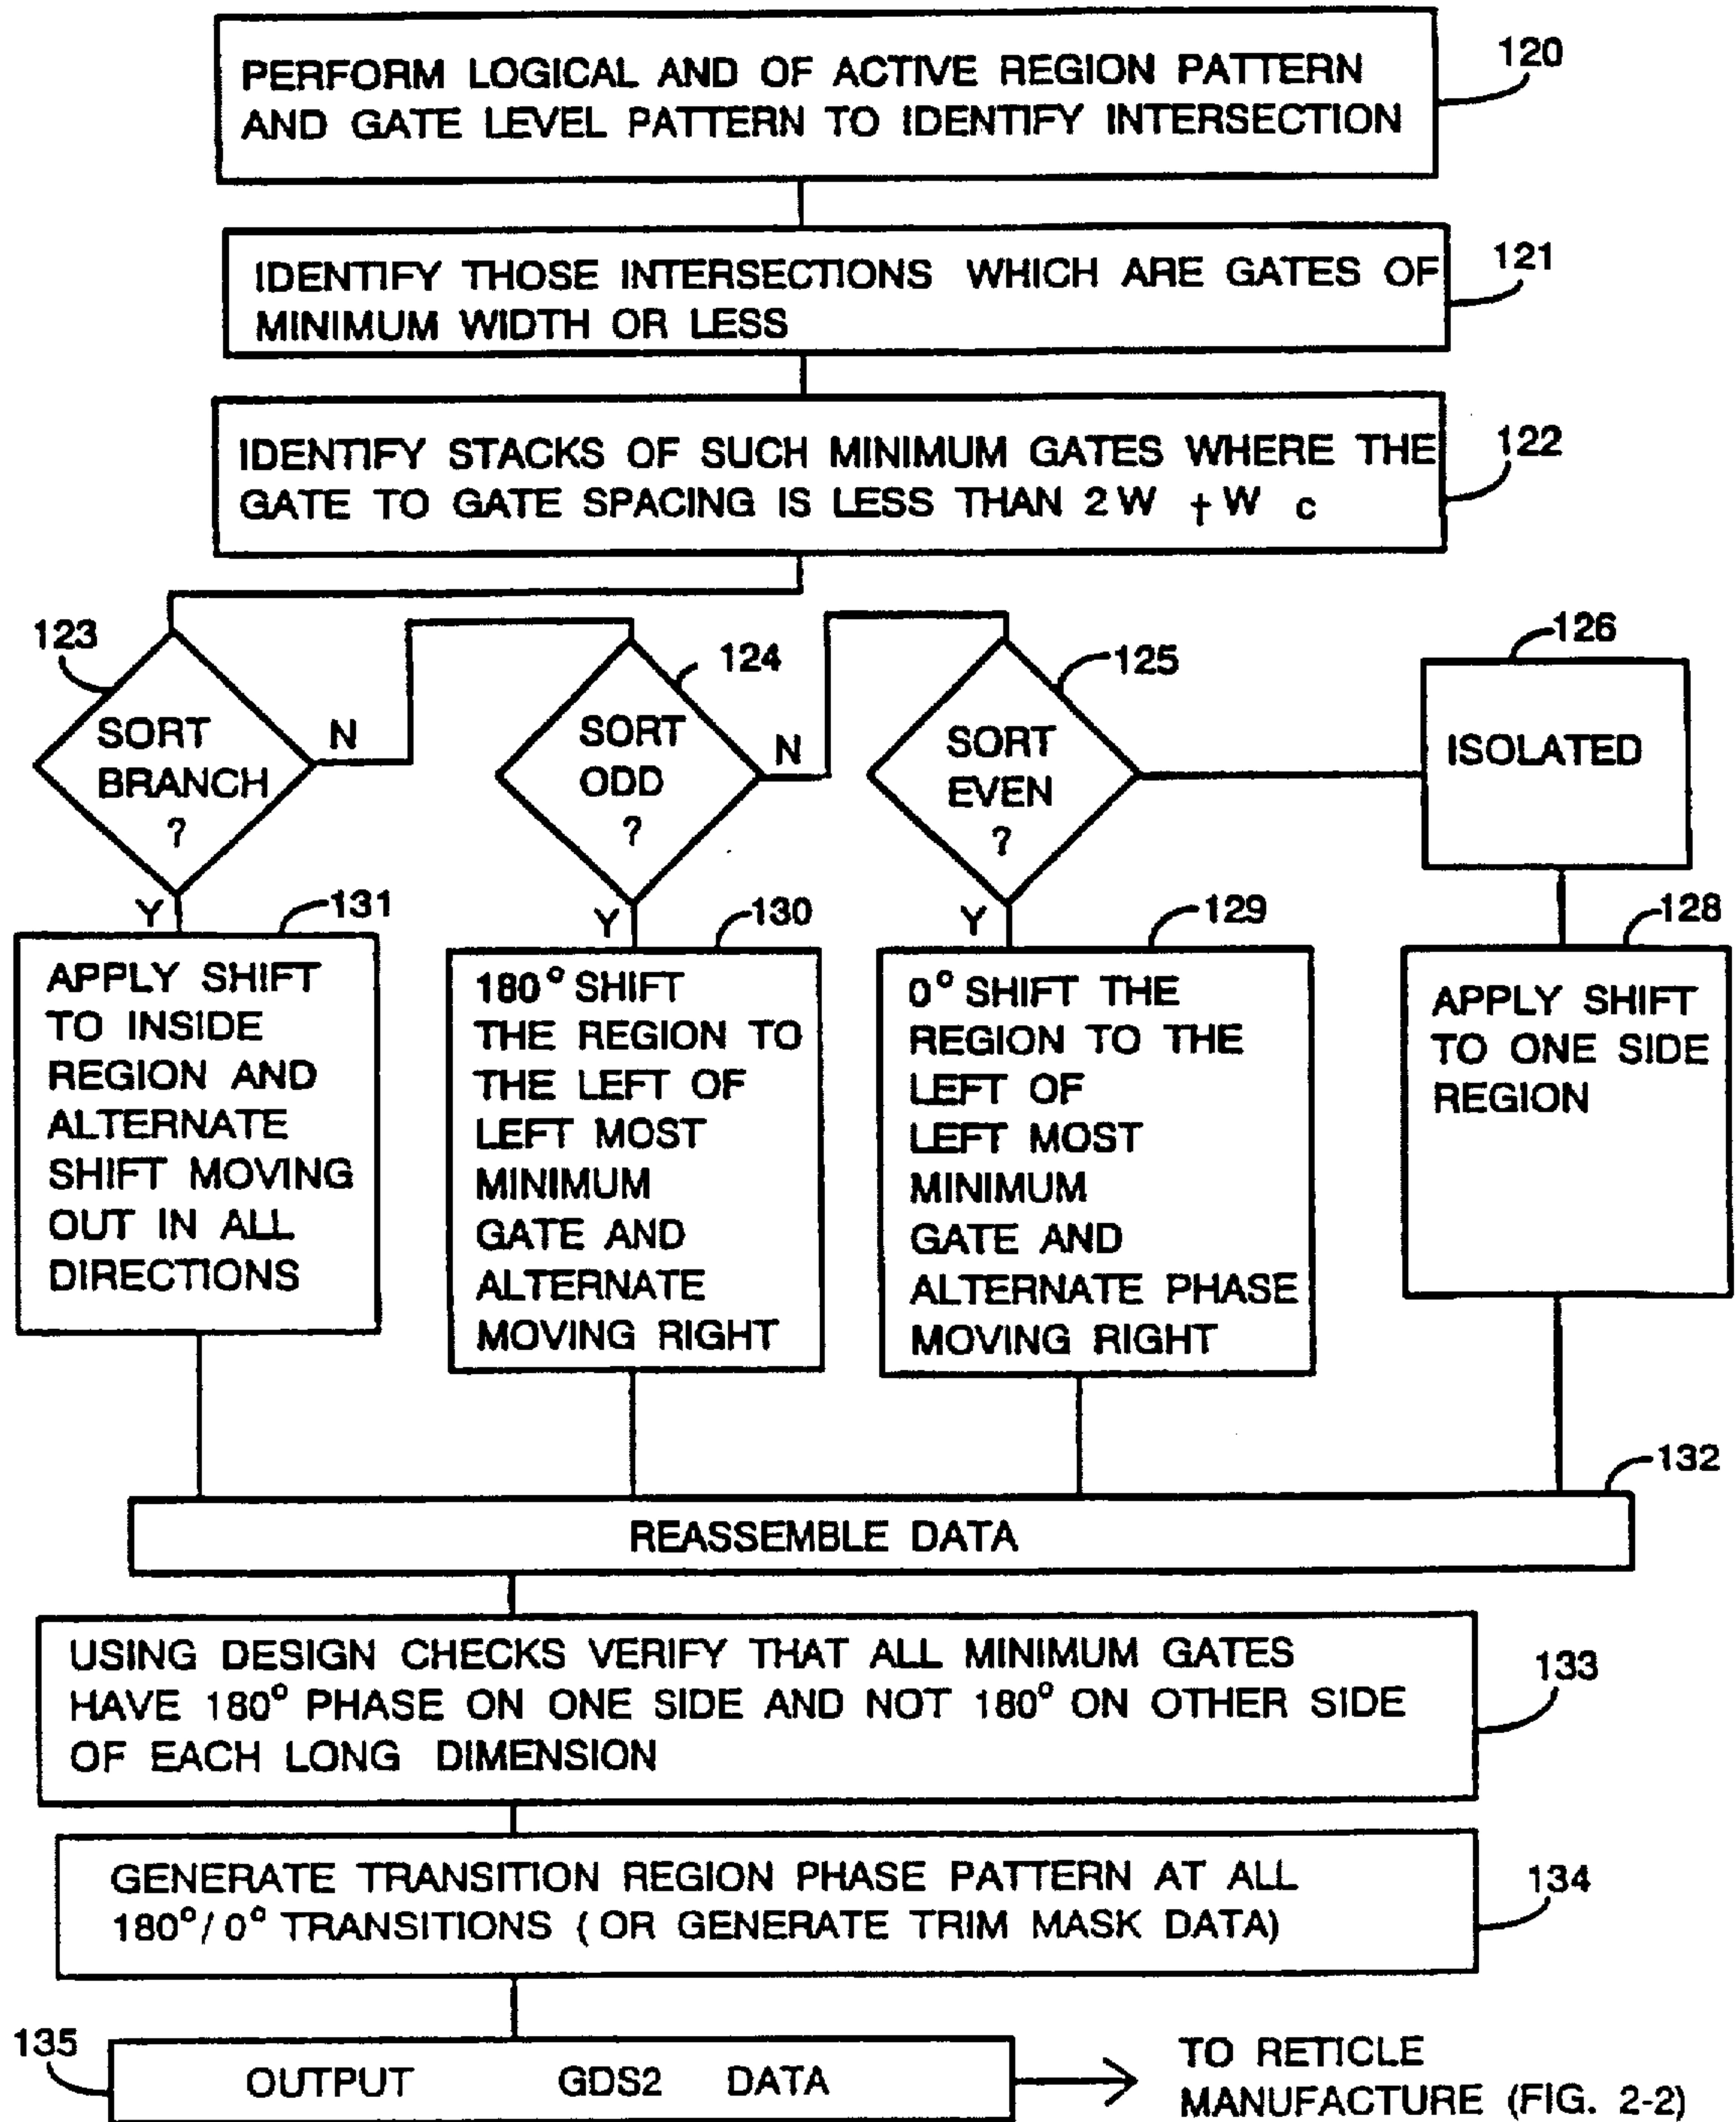 PERFORM LOGICAL AND OF ACTIVE REGION PATTERN
AND GATE LEVEL PATTERN TO IDENTIFY INTERSECTION
120
IDENTIFY THOSE INTERSECTIONS WHICH ARE GATES OF
MINIMUM WIDTH OR LESS
121
IDENTIFY STACKS OF SUCH MINIMUM GATES WHERE THE
GATE TO GATE SPACING IS LESS THAN 2 W + W c
122
123
SORT
BRANCH
?
N
Y
124
SORT
ODD
?
N
Y
125
SORT
EVEN
?
Y
126
ISOLATED
131
APPLY SHIFT
TO INSIDE
REGION AND
ALTERNATE
SHIFT MOVING
OUT IN ALL
DIRECTIONS
130
180° SHIFT
THE REGION TO
THE LEFT OF
LEFT MOST
MINIMUM
GATE AND
ALTERNATE
MOVING RIGHT
129
0° SHIFT THE
REGION TO THE
LEFT OF
LEFT MOST
MINIMUM
GATE AND
ALTERNATE PHASE
MOVING RIGHT
128
APPLY SHIFT
TO ONE SIDE
REGION
132
REASSEMBLE DATA
USING DESIGN CHECKS VERIFY THAT ALL MINIMUM GATES
HAVE 180° PHASE ON ONE SIDE AND NOT 180° ON OTHER SIDE
OF EACH LONG DIMENSION
133
GENERATE TRANSITION REGION PHASE PATTERN AT ALL
180°/0° TRANSITIONS (OR GENERATE TRIM MASK DATA)
134
135
OUTPUT GDS2 DATA
TO RETICLE
MANUFACTURE (FIG. 2-2)